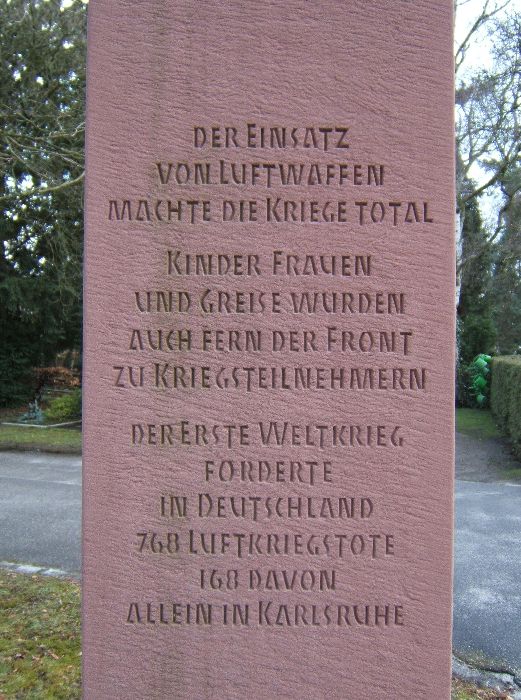 DER EINSATZ
VON LUFTWAFFEN
MACHTE DIE KRIEGE TOTAL
KINDER FRAUEN
UND GREISE WURDEN
AUCH FERN DER FRONT
ZU KRIEGSTEILNEHMERN
DER ERSTE WELTKRIEG
FORDERTE
IN DEUTSCHLAND
768 LUFTKRIEGSTOTE
168 DAVON
ALLEIN IN KARLSRUHE